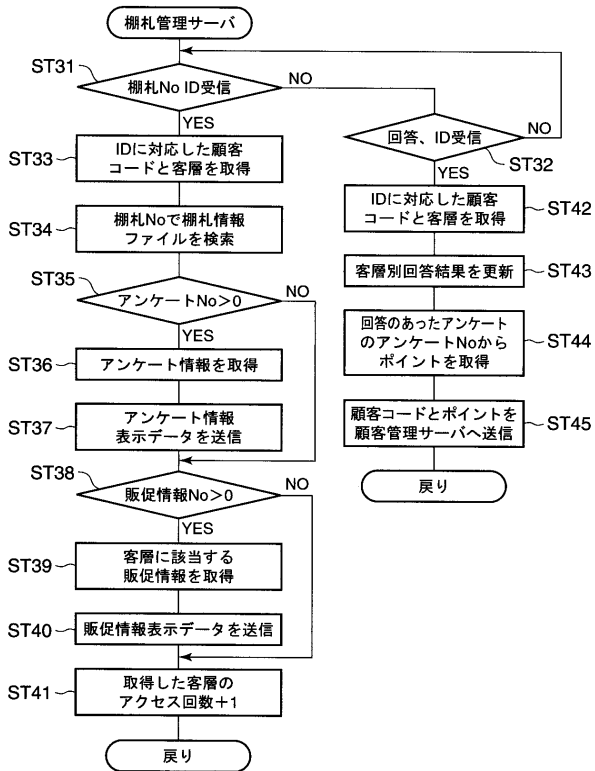 棚札管理サーバ
ST31
棚札No ID受信
NO
YES
ST33
IDに対応した顧客
コードと客層を取得
ST34
棚札Noで棚札情報
ファイルを検索
ST35
アンケートNo>0
NO
YES
ST36
アンケート情報を取得
ST37
アンケート情報
表示データを送信
ST38
販促情報No>0
NO
YES
ST39
客層に該当する
販促情報を取得
ST40
販促情報表示データを送信
ST41
取得した客層の
アクセス回数+1
戻り
回答、ID受信
NO
ST32
YES
IDに対応した顧客
コードと客層を取得
ST42
客層別回答結果を更新
ST43
回答のあったアンケート
のアンケートNoから
ポイントを取得
ST44
顧客コードとポイントを
顧客管理サーバへ送信
ST45
戻り